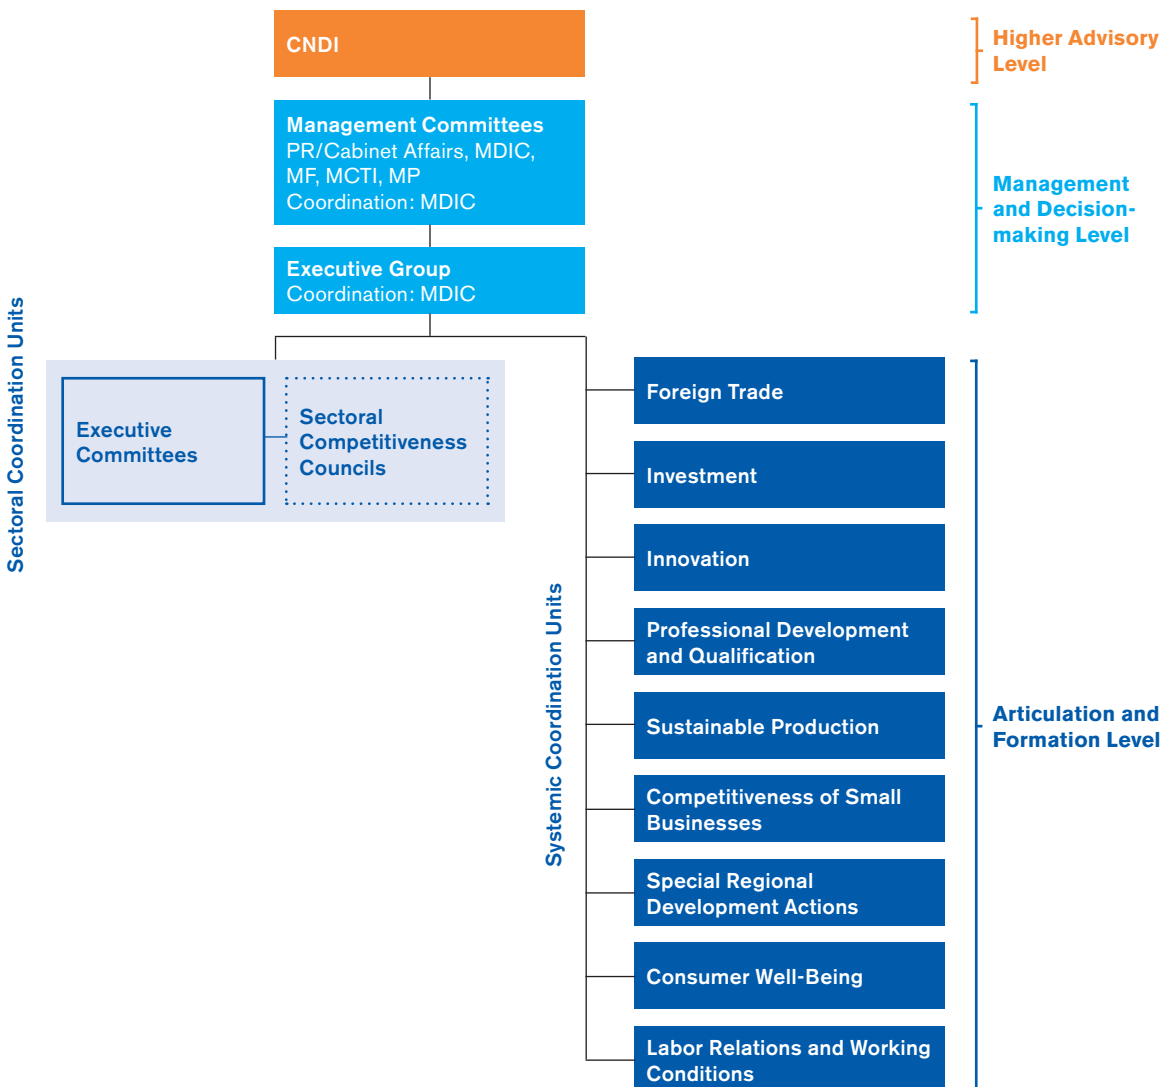 CNDI
Higher Advisory
Level
Management Committees
PR/Cabinet Affairs, MDIC,
MF, MCTI, MP
Coordination: MDIC
Management
and Decision-
making Level
Executive Group
Coordination: MDIC
Sectoral Coordination Units
Executive
Committees
Sectoral
Competitiveness
Councils
Systemic Coordination Units
Foreign Trade
Investment
Innovation
Professional Development
and Qualification
Sustainable Production
Competitiveness of Small
Businesses
Special Regional
Development Actions
Consumer Well-Being
Labor Relations and Working
Conditions
Articulation and
Formation Level